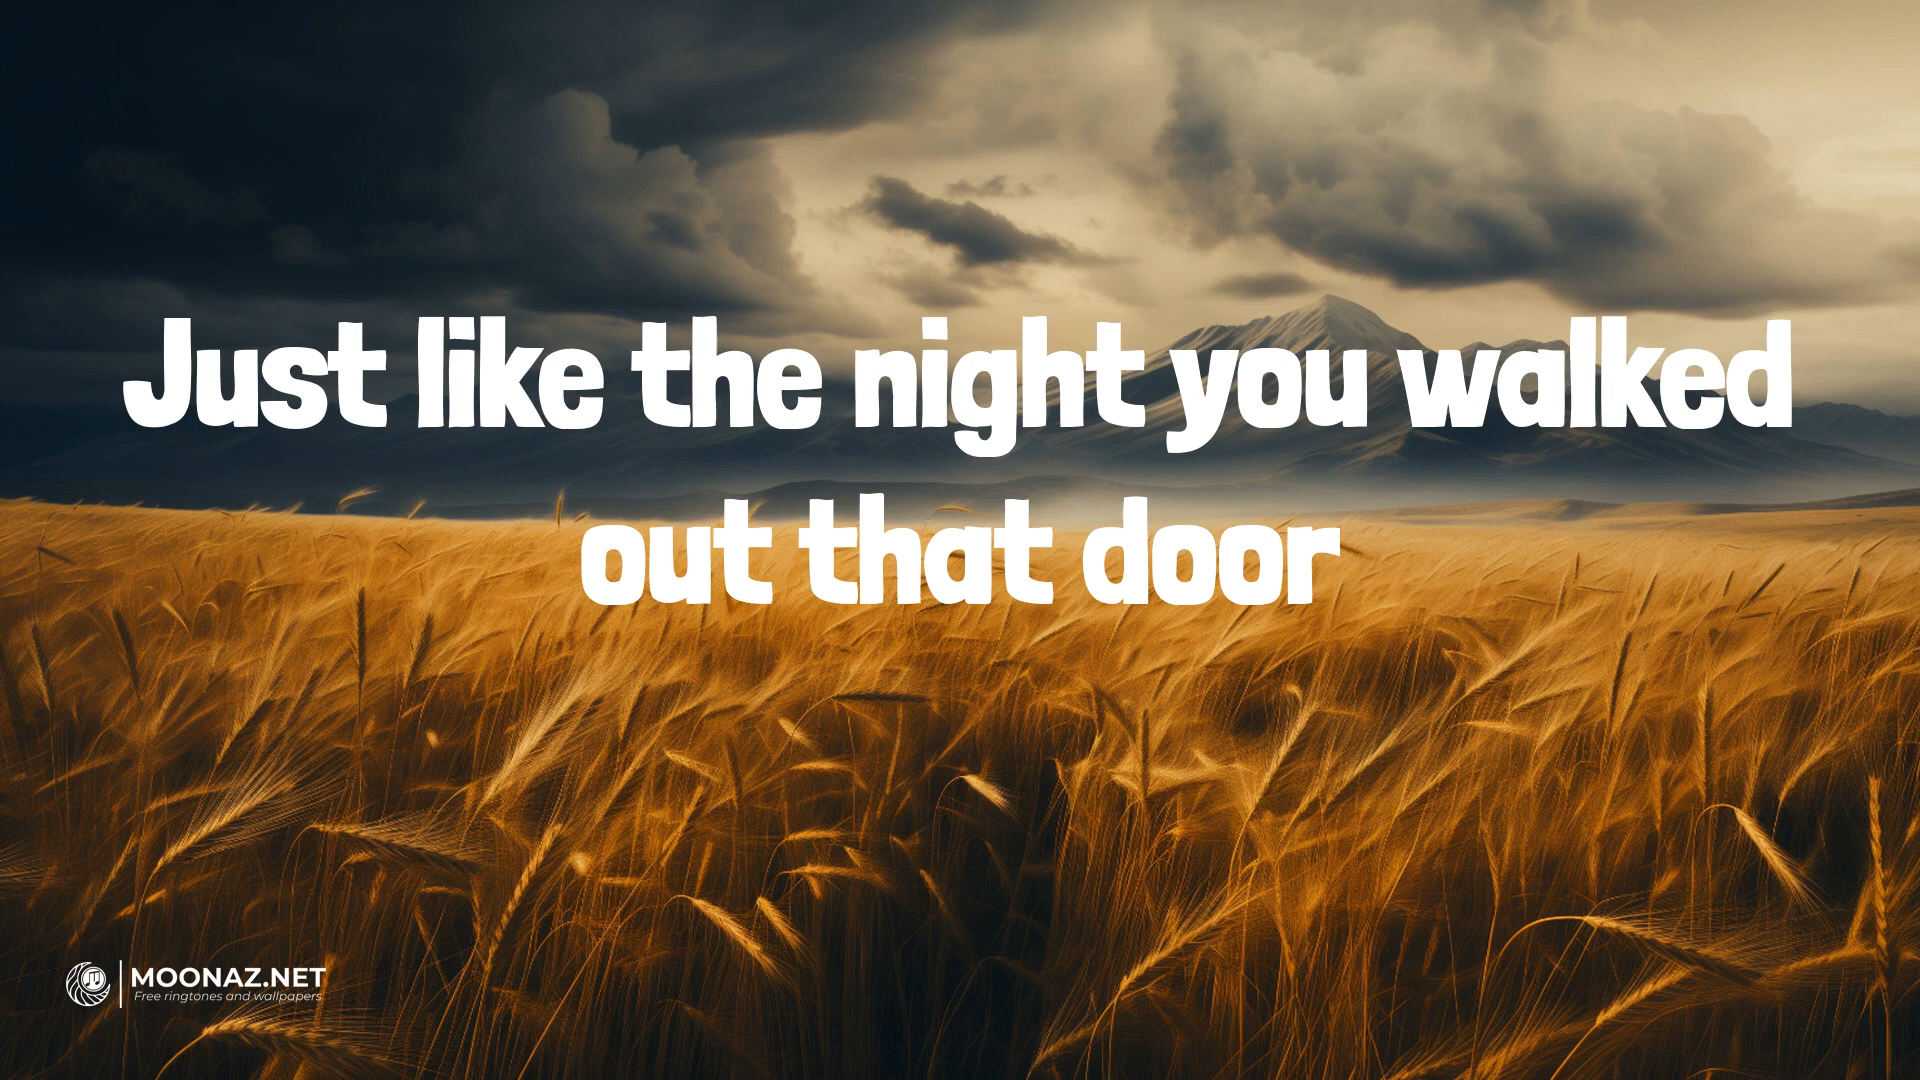 Just like the night you walked
out that door
MOONAZ.NET
Free ringtones and wallpapers